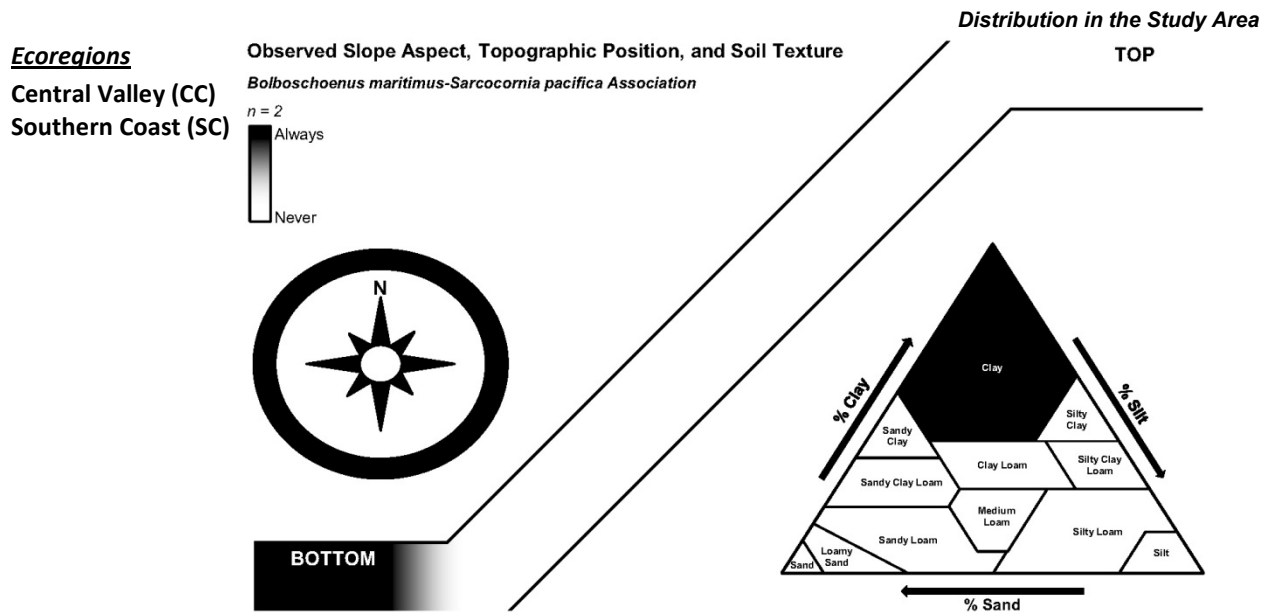 Distribution in the Study Area
Ecoregions
Central Valley (CC)
Southern Coast (SC)
Observed Slope Aspect, Topographic Position, and Soil Texture
Bolboschoenus maritimus-Sarcocornia pacifica Association
n = 2
Always
Never
TOP
N
BOTTOM
% Clay
% Silt
% Sand
Clay
Sandy
Clay
Silty
Clay
Clay Loam
Silty Clay
Loam
Sandy Clay Loam
Medium
Loam
Sandy Loam
Silty Loam
Sand
Loamy
Sand
Silt